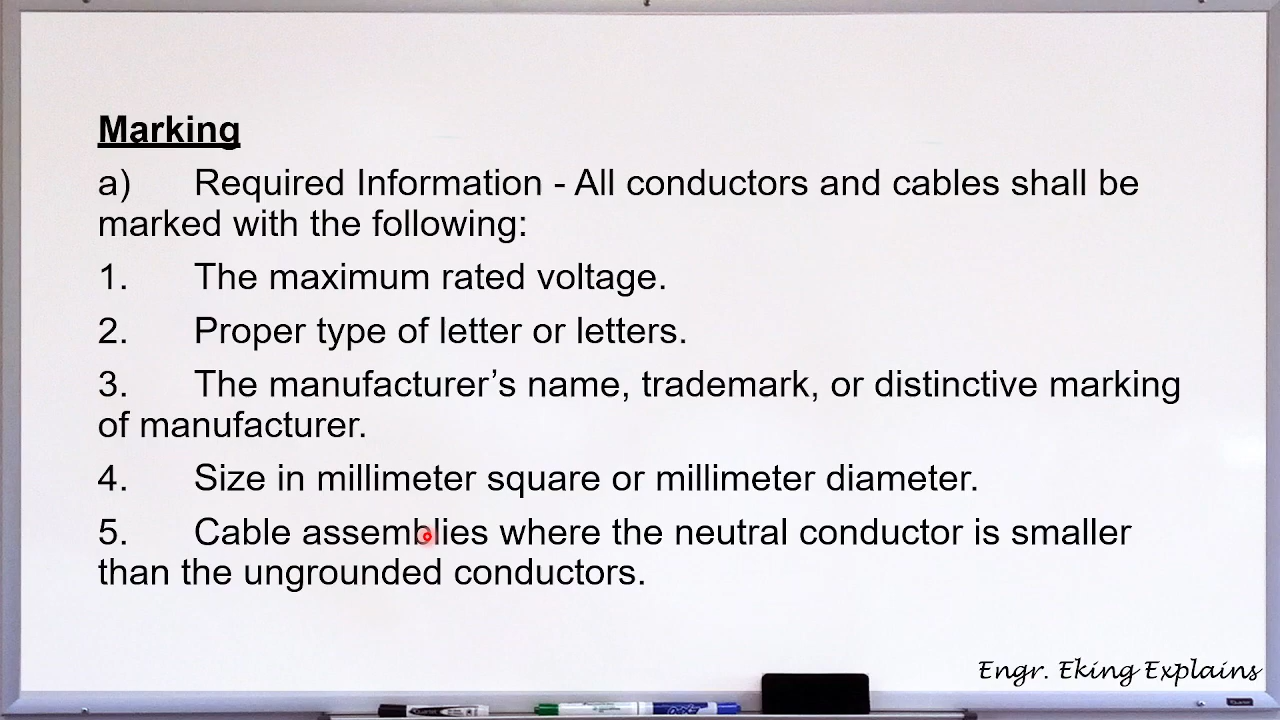 Marking
a) Required Information - All conductors and cables shall be
marked with the following:
1. The maximum rated voltage.
2. Proper type of letter or letters.
3. The manufacturer’s name, trademark, or distinctive marking
of manufacturer.
4. Size in millimeter square or millimeter diameter.
5. Cable assemblies where the neutral conductor is smaller
than the ungrounded conductors.
Engr. Eking Explains